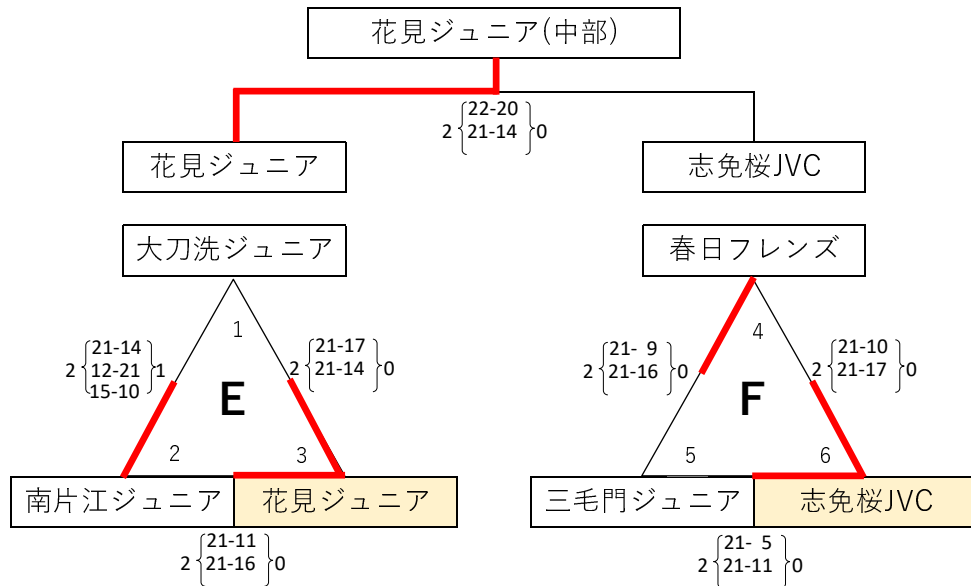 花見ジュニア(中部)
22-20
2 21-14 0
花見ジュニア 志免桜JVC
大刀洗ジュニア 春日フレンズ
1 4
21-14
2 12-21 1
15-10
21-17
2 21-14 0
21- 9
2 21-16 0
21-10
2 21-17 0
E F
2 3 5 6
南片江ジュニア 花見ジュニア 三毛門ジュニア 志免桜JVC
21-11
2 21-16 0
21- 5
2 21-11 0